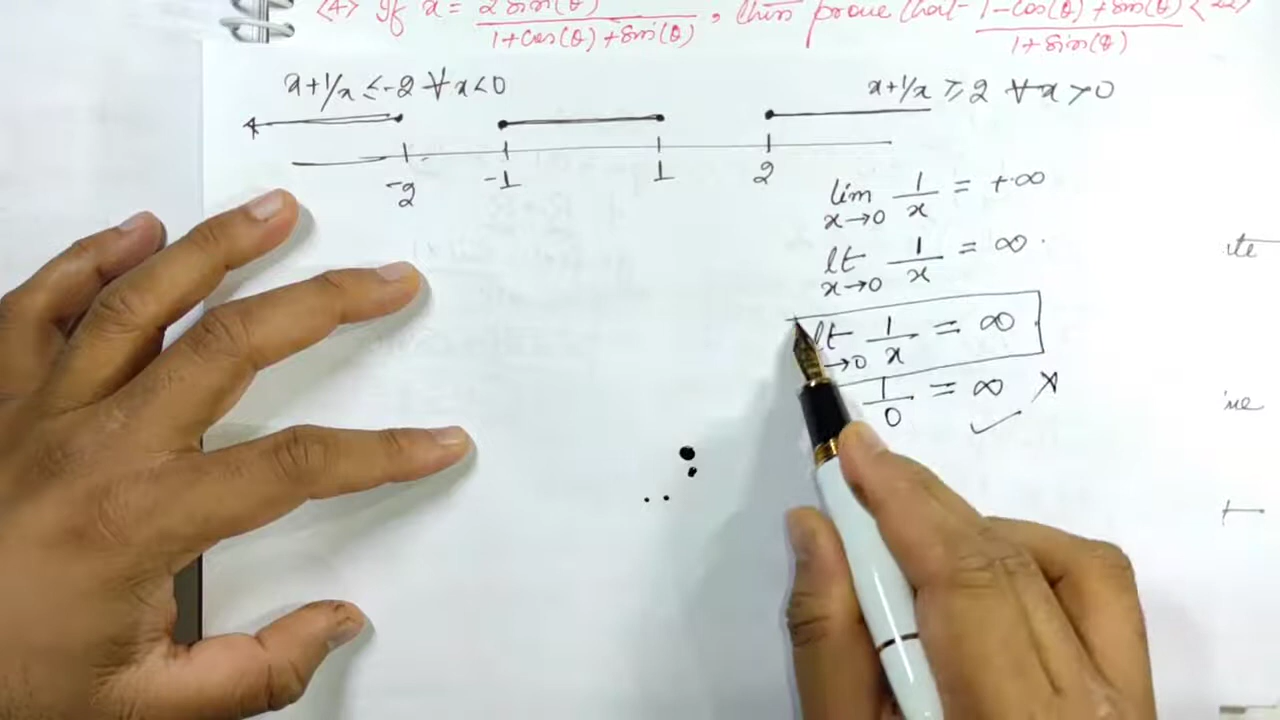 <4> If x = 2 sin(θ) / 1+cos(θ)+sin(θ) , then prove that 1-cos(θ)+sin(θ) / 1+sin(θ)
x+1/x ≤ -2 ∀ x<0
x+1/x ≥ 2 ∀ x>0
-2 -1 1 2
lim x→0 1/x = +∞
lt x→0 1/x = ∞
lt →0 1/x = ∞
1/0 = ∞ ✗ ✓